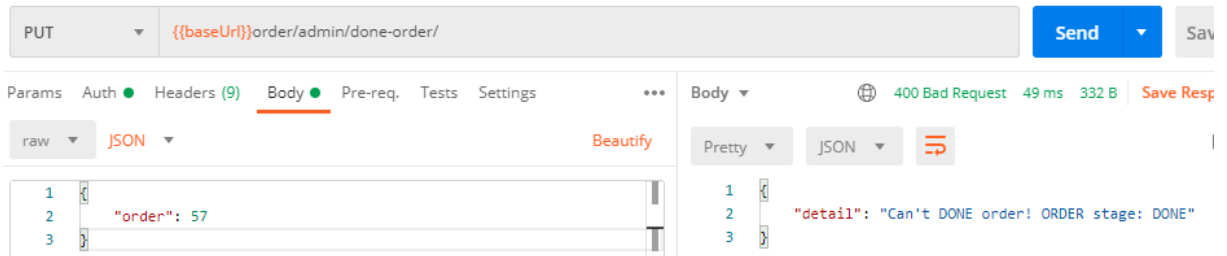 PUT {{baseUrl}}order/admin/done-order/ Send
Params Auth Headers (9) Body Pre-req. Tests Settings
raw JSON Beautify
1 {
2 "order": 57
3 }
Body 400 Bad Request 49 ms 332 B
Pretty JSON
1 {
2 "detail": "Can't DONE order! ORDER stage: DONE"
3 }